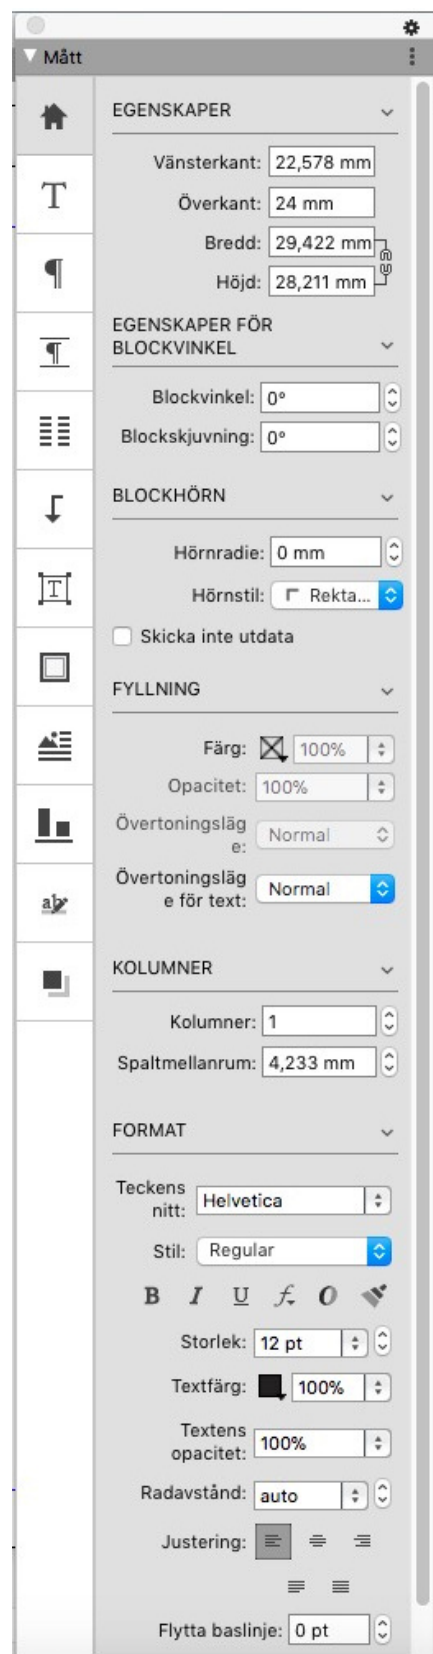 Mått
EGENSKAPER
Vänsterkant: 22,578 mm
Överkant: 24 mm
Bredd: 29,422 mm
Höjd: 28,211 mm
EGENSKAPER FÖR
BLOCKVINKEL
Blockvinkel: 0°
Blockskjuvning: 0°
BLOCKHÖRN
Hörnradie: 0 mm
Hörnstil: Rekta...
Skicka inte utdata
FYLLNING
Färg: 100%
Opacitet: 100%
Övertoningsläg
e: Normal
Övertoningsläg
e för text: Normal
KOLUMNER
Kolumner: 1
Spaltmellanrum: 4,233 mm
FORMAT
Teckens
nitt: Helvetica
Stil: Regular
B I U f O
Storlek: 12 pt
Textfärg: 100%
Textens
opacitet: 100%
Radavstånd: auto
Justering:
Flytta baslinje: 0 pt